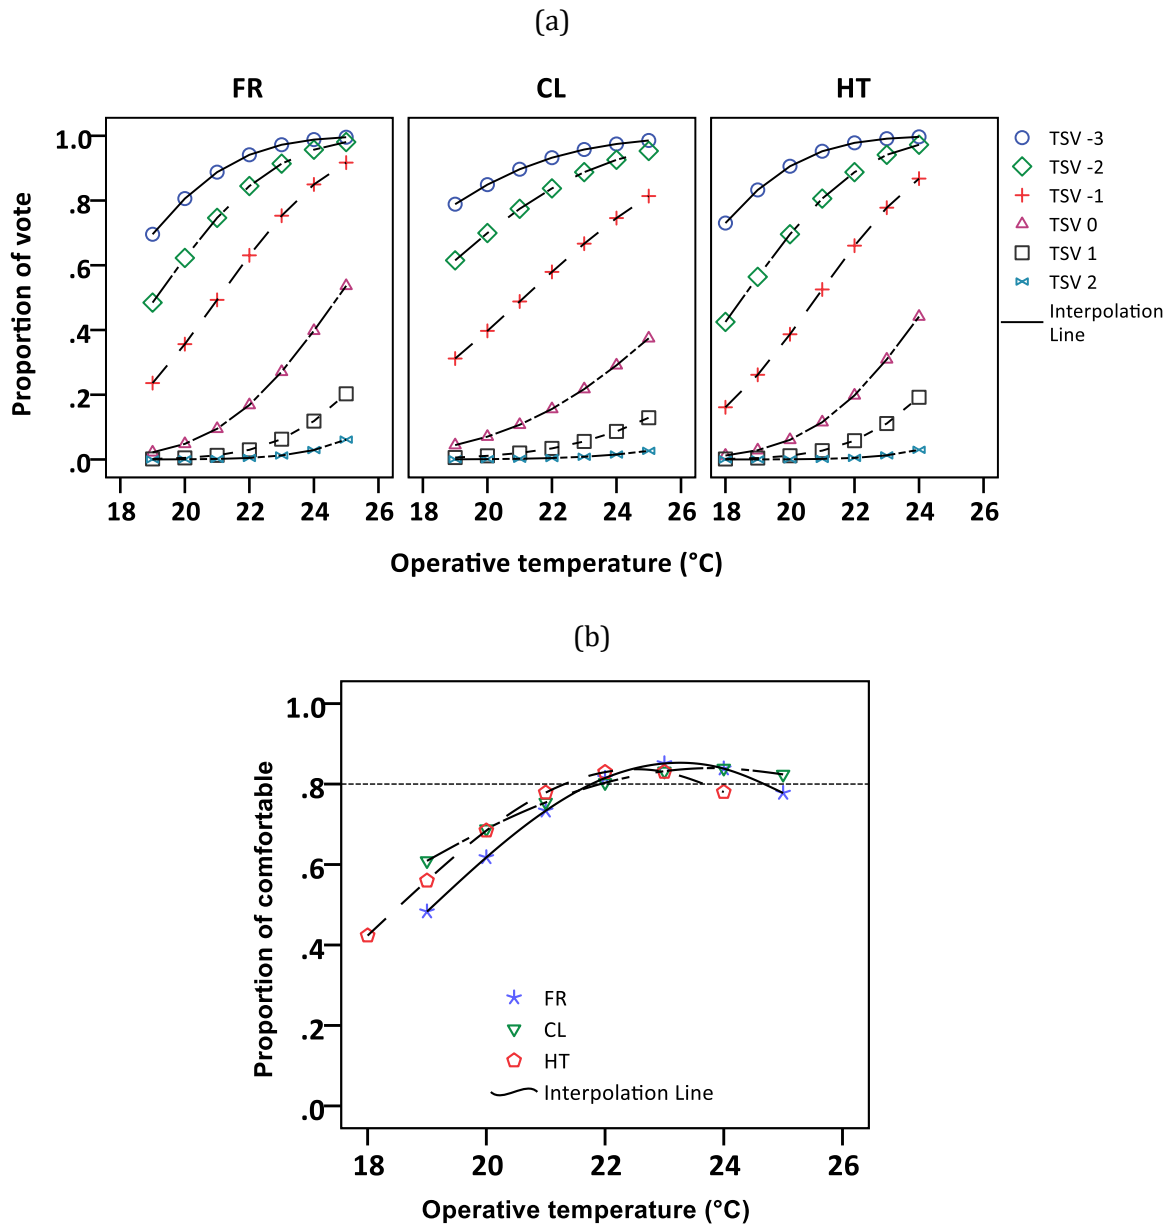 (a)
FR
CL
HT
Proportion of vote
1.0
.8
.6
.4
.2
.0
18 20 22 24 26
18 20 22 24 26
18 20 22 24 26
Operative temperature (°C)
TSV -3
TSV -2
TSV -1
TSV 0
TSV 1
TSV 2
Interpolation
Line
(b)
Proportion of comfortable
1.0
.8
.6
.4
.2
.0
FR
CL
HT
Interpolation Line
18 20 22 24 26
Operative temperature (°C)